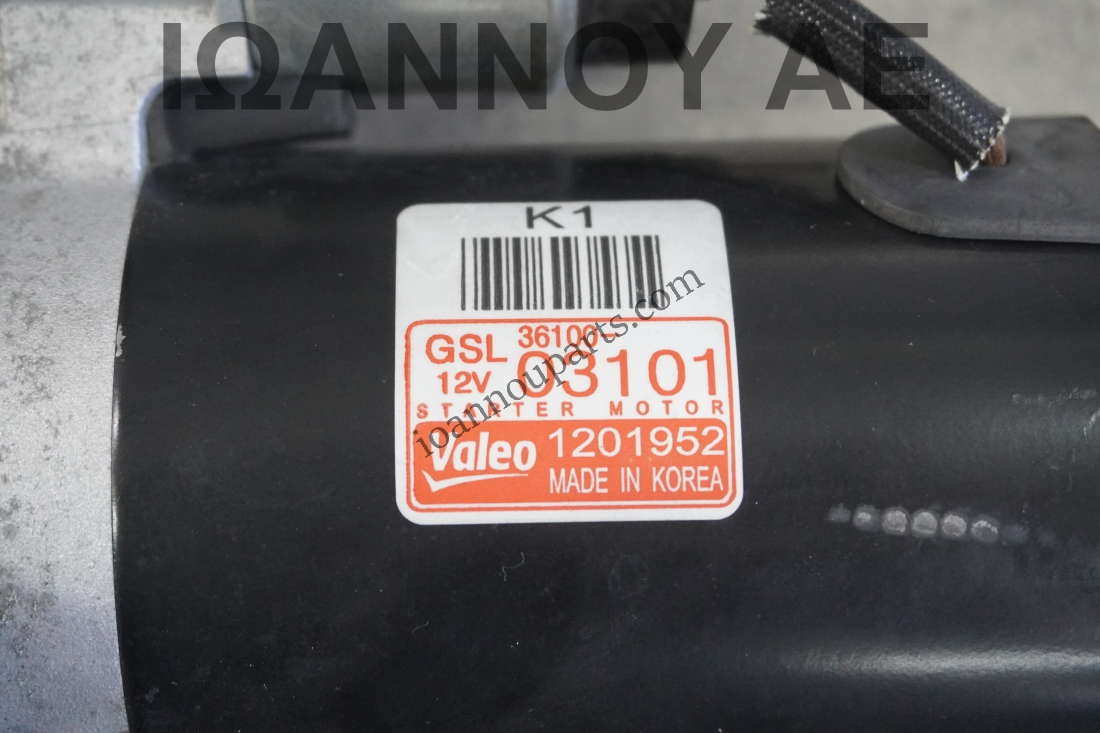 ΙΩΑΝΝΟΥ ΑΕ
K1
GSL 36100-
12V 03101
STARTER MOTOR
Valeo 1201952
MADE IN KOREA
ioannouparts.com